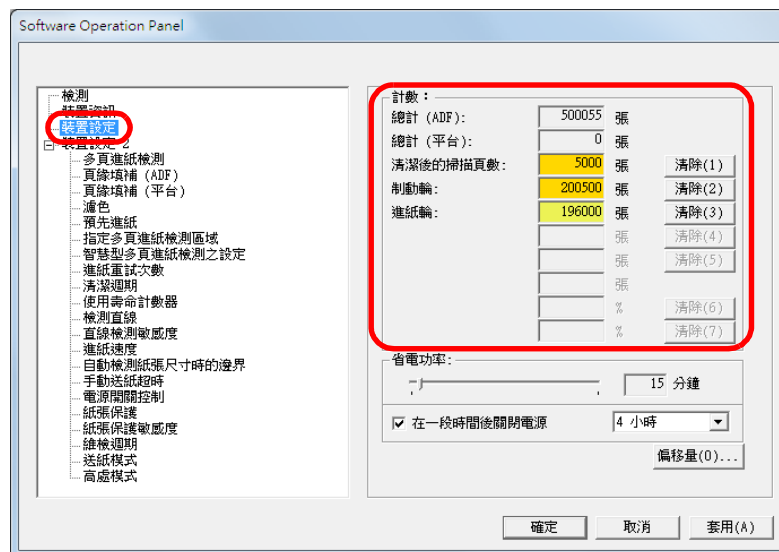 Software Operation Panel
檢測
裝置資訊
裝置設定
裝置設定 2
多頁進紙檢測
頁緣填補 (ADF)
頁緣填補 (平台)
濾色
預先進紙
指定多頁進紙檢測區域
智慧型多頁進紙檢測之設定
進紙重試次數
清潔週期
使用壽命計數器
檢測直線
直線檢測敏感度
進紙速度
自動檢測紙張尺寸時的邊界
手動送紙超時
電源開關控制
紙張保護
紙張保護敏感度
維檢週期
送紙模式
高處模式
計數：
總計 (ADF): 500055 張
總計 (平台): 0 張
清潔後的掃描頁數: 5000 張 清除(1)
制動輪: 200500 張 清除(2)
進紙輪: 196000 張 清除(3)
張 清除(4)
張 清除(5)
張
% 清除(6)
% 清除(7)
省電功率:
15 分鐘
在一段時間後關閉電源 4 小時
偏移量(O)...
確定 取消 套用(A)